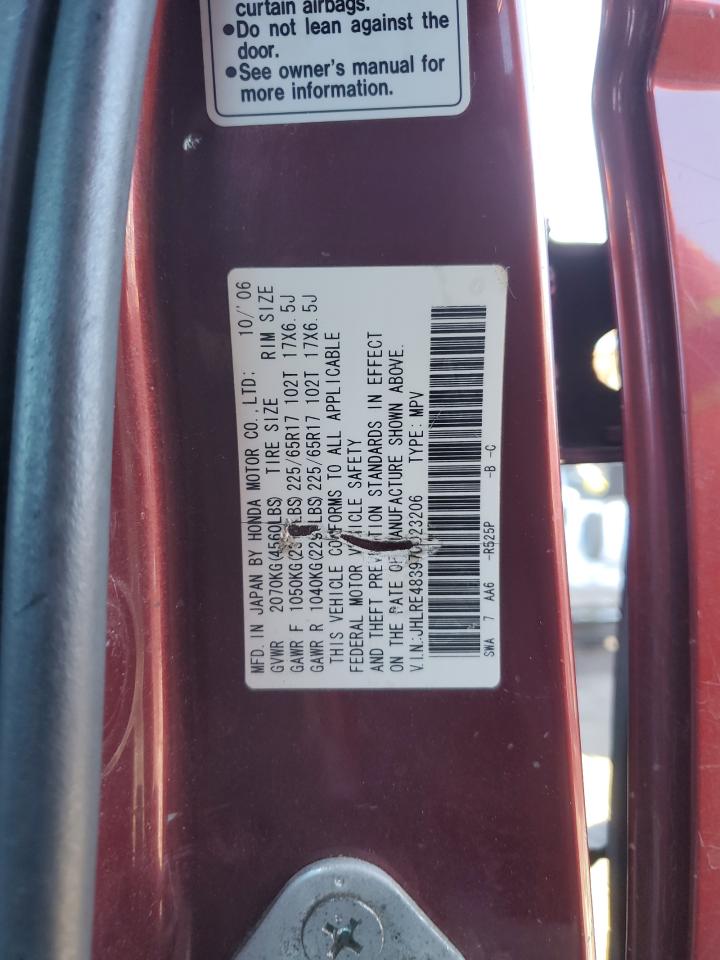 curtain airbags.
•Do not lean against the
door.
•See owner's manual for
more information.
MFD. IN JAPAN BY HONDA MOTOR CO., LTD: 10/'06
GVWR 2070KG(4560LBS) TIRE SIZE RIM SIZE
GAWR F 1050KG( LBS) 225/65R17 102T 17X6. 5J
GAWR R 1040KG( LBS) 225/65R17 102T 17X6. 5J
THIS VEHICLE CONFORMS TO ALL APPLICABLE
FEDERAL MOTOR VEHICLE SAFETY
AND THEFT PREVENTION STANDARDS IN EFFECT
ON THE DATE OF MANUFACTURE SHOWN ABOVE.
V.I.N.:JHLRE48397C023206 TYPE: MPV
SWA 7 AA6 -R525P -B -C